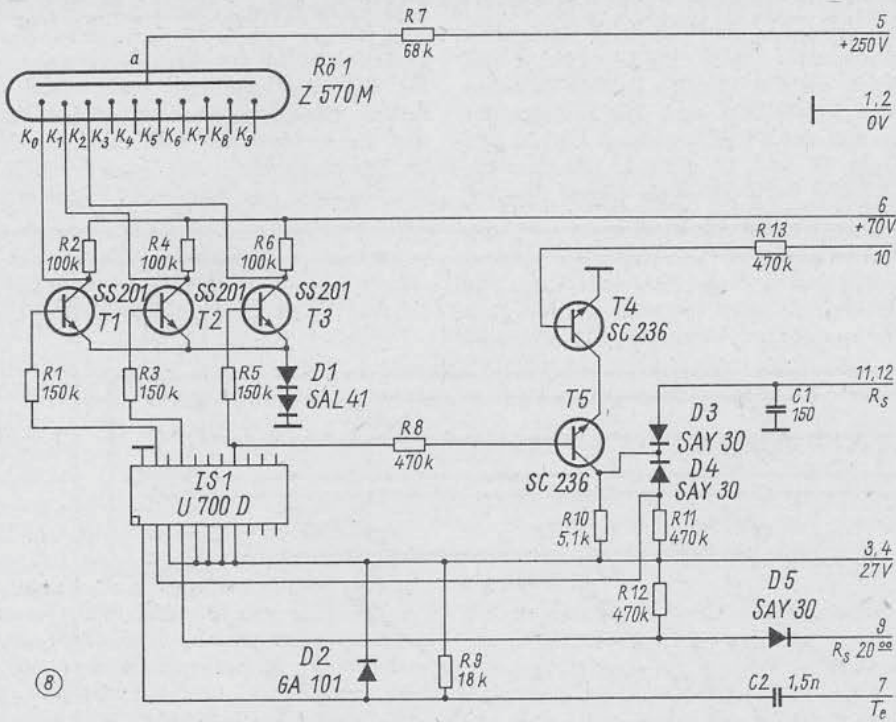 R7
68k
5
+250V
a
Rö 1
Z 570 M
1,2
0V
K0 K1 K2 K3 K4 K5 K6 K7 K8 K9
6
+70V
R2
100k
R4
100k
R6
100k
R13
470k
10
SS201
T1
SS201
T2
SS201
T3
T4
SC 236
R1
150k
R3
150k
R5
150k
D1
SAL 41
T5
SC 236
11,12
Rs
C1
150
D3
SAY 30
D4
SAY 30
R8
470k
IS1
U 700 D
R10
5,1k
R11
470k
3,4
27V
R12
470k
D5
SAY 30
9
Rs 20 00
D2
GA 101
R9
18k
C2 1,5n
7
Te
8